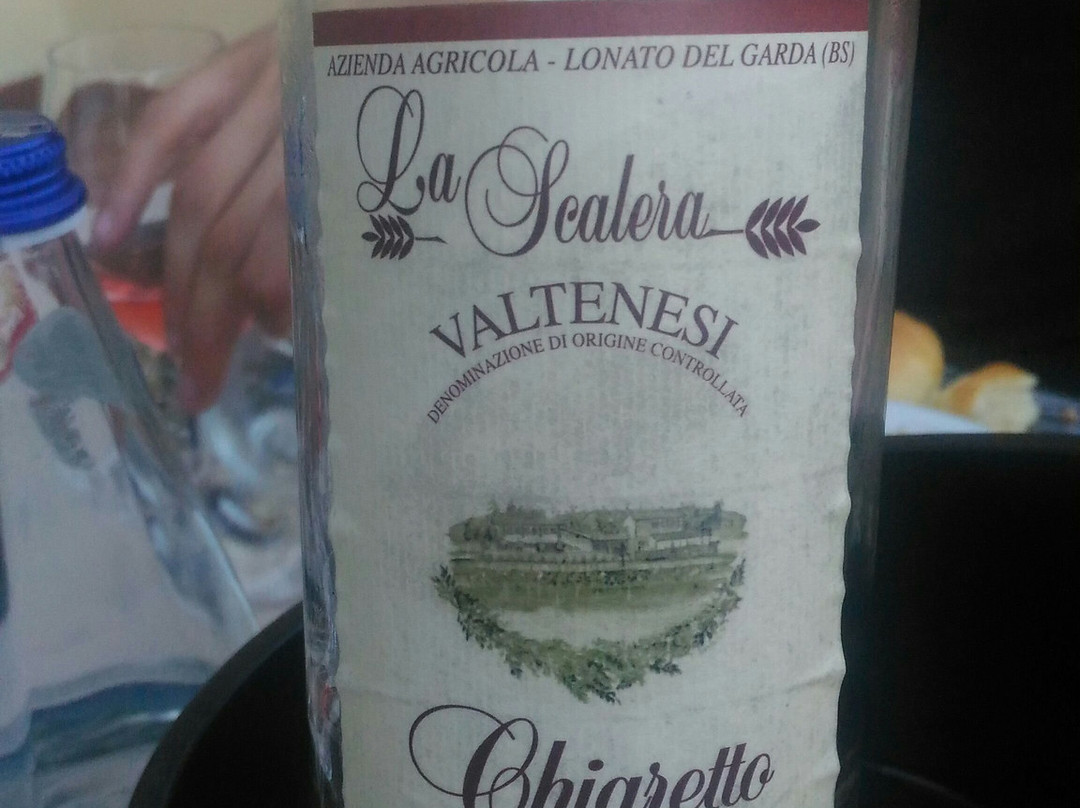 AZIENDA AGRICOLA - LONATO DEL GARDA (BS)
La Scalera
VALTENESI
DENOMINAZIONE DI ORIGINE CONTROLLATA
Chiaretto